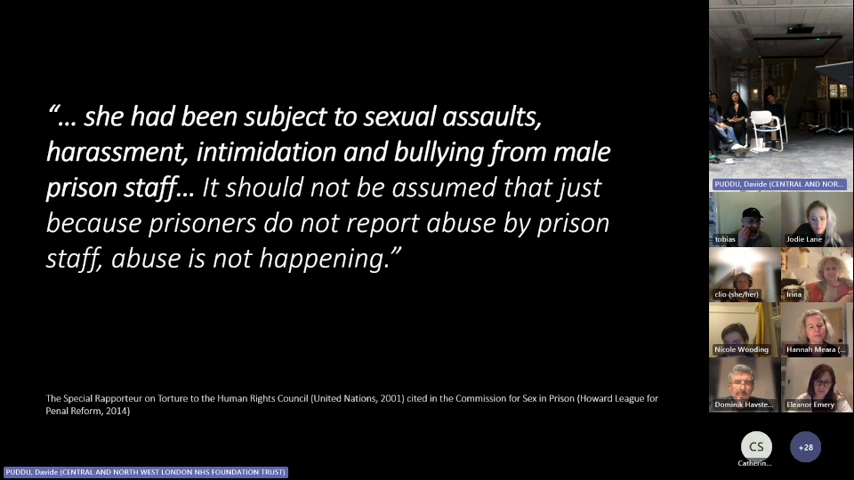 “... she had been subject to sexual assaults,
harassment, intimidation and bullying from male
prison staff... It should not be assumed that just
because prisoners do not report abuse by prison
staff, abuse is not happening.”
The Special Rapporteur on Torture to the Human Rights Council (United Nations, 2001) cited in the Commission for Sex in Prison (Howard League for
Penal Reform, 2014)
PUDDU, Davide (CENTRAL AND NORTH WEST LONDON NHS FOUNDATION TRUST)
PUDDU, Davide (CENTRAL AND NOR...
tobias
Jodie Lane
clio (she/her)
Irina
Nicole Wooding
Hannah Meara (...
Dominik Havste...
Eleanor Emery
CS
Catherin...
+28